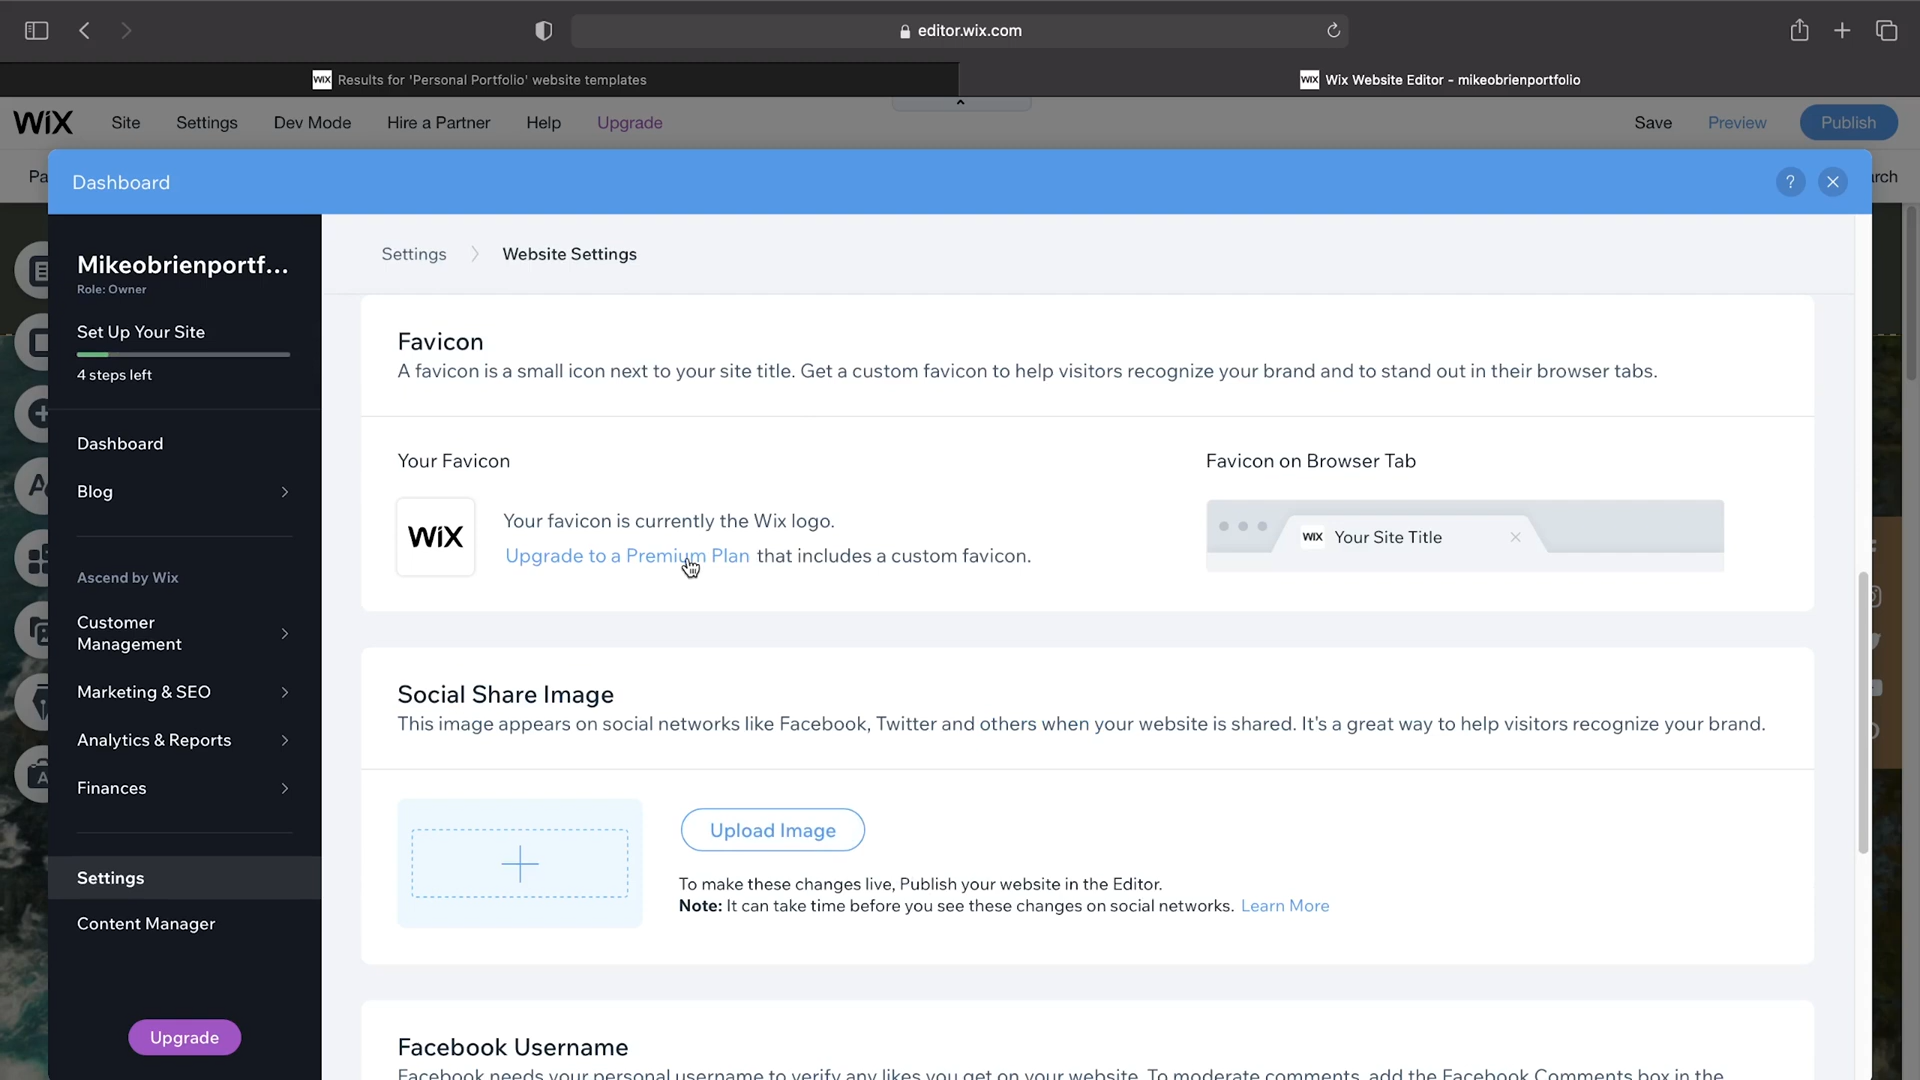 editor.wix.com
WIX Results for 'Personal Portfolio' website templates
WIX Wix Website Editor - mikeobrienportfolio
WiX Site Settings Dev Mode Hire a Partner Help Upgrade Save Preview Publish
Pa
rch
Dashboard ?
Mikeobrienportf...
Role: Owner
Set Up Your Site
4 steps left
Dashboard
Blog
Ascend by Wix
Customer
Management
Marketing & SEO
Analytics & Reports
Finances
Settings
Content Manager
Upgrade
Settings Website Settings
Favicon
A favicon is a small icon next to your site title. Get a custom favicon to help visitors recognize your brand and to stand out in their browser tabs.
Your Favicon
WiX
Your favicon is currently the Wix logo.
Upgrade to a Premium Plan that includes a custom favicon.
Favicon on Browser Tab
WIX Your Site Title
Social Share Image
This image appears on social networks like Facebook, Twitter and others when your website is shared. It's a great way to help visitors recognize your brand.
Upload Image
To make these changes live, Publish your website in the Editor.
Note: It can take time before you see these changes on social networks. Learn More
Facebook Username
Facebook needs your personal username to verify any likes you get on your website. To moderate comments, add the Facebook Comments box in the